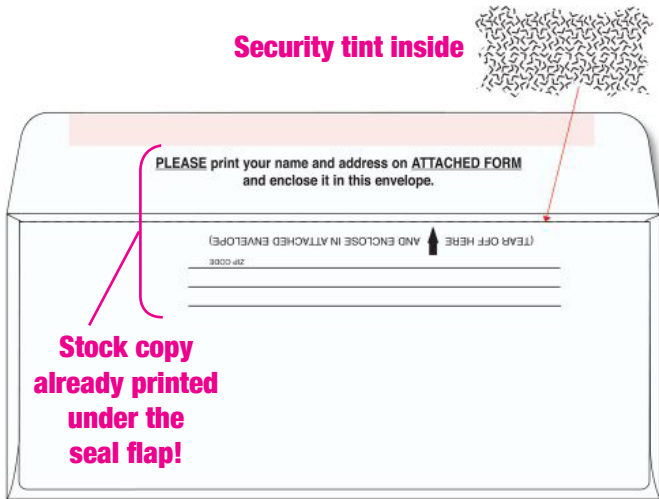 Security tint inside
PLEASE print your name and address on ATTACHED FORM
and enclose it in this envelope.
(TEAR OFF HERE AND ENCLOSE IN ATTACHED ENVELOPE)
ZIP CODE
Stock copy
already printed
under the
seal flap!